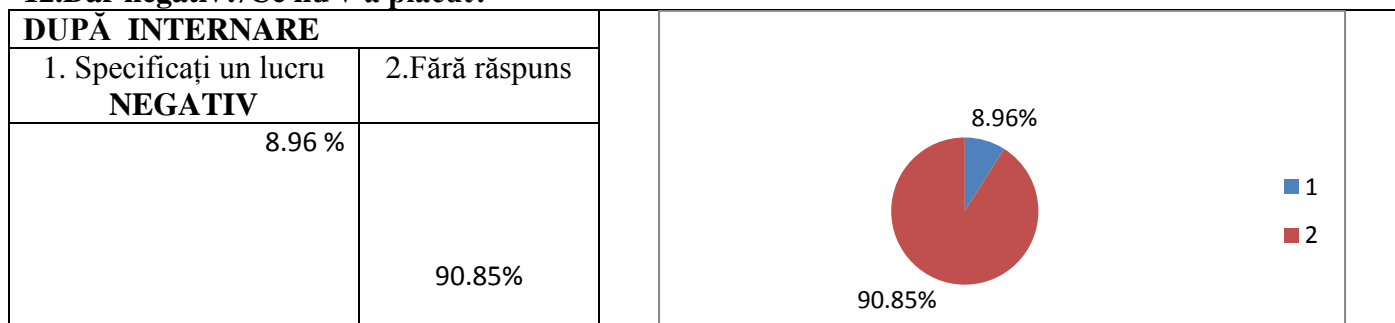 DUPĂ INTERNARE
1. Specificați un lucru NEGATIV
2.Fără răspuns
8.96 %
90.85%
8.96%
90.85%
1
2